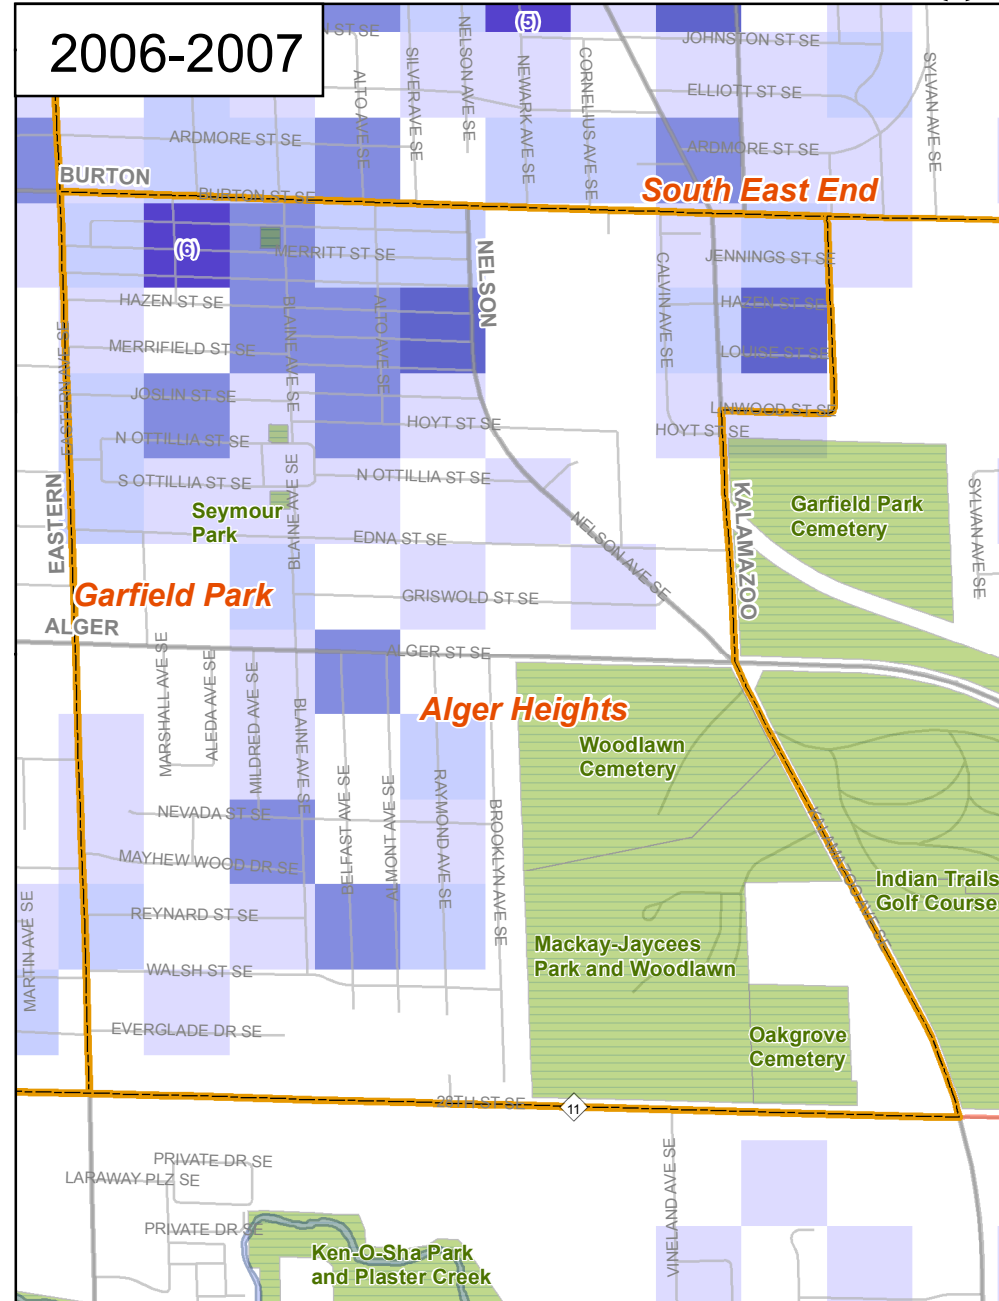 2006-2007
N ST SE
(5)
JOHNSTON ST SE
ALTO AVE SE
SILVER AVE SE
NELSON AVE SE
NEWARK AVE SE
CORNELIUS AVE SE
SYLVAN AVE SE
ELLIOTT ST SE
ARDMORE ST SE
ARDMORE ST SE
BURTON
BURTON ST SE
South East End
(6)
MERRITT ST SE
NELSON
CALVIN AVE SE
JENNINGS ST SE
HAZEN ST SE
HAZEN ST SE
BLAINE AVE SE
ALTO AVE SE
EASTERN AVE SE
MERRIFIELD ST SE
LOUISE ST SE
JOSLIN ST SE
LINWOOD ST SE
HOYT ST SE
HOYT ST SE
N OTTILLIA ST SE
N OTTILLIA ST SE
S OTTILLIA ST SE
BLAINE AVE SE
EASTERN
KALAMAZOO
SYLVAN AVE SE
Garfield Park
Cemetery
Seymour
Park
NELSON AVE SE
EDNA ST SE
Garfield Park
GRISWOLD ST SE
ALGER
ALGER ST SE
MARSHALL AVE SE
ALEDA AVE SE
MILDRED AVE SE
BLAINE AVE SE
Alger Heights
Woodlawn
Cemetery
BELFAST AVE SE
ALMONT AVE SE
RAYMOND AVE SE
BROOKLYN AVE SE
KALAMAZOO AVE SE
NEVADA ST SE
MAYHEW WOOD DR SE
Indian Trails
Golf Course
MARTIN AVE SE
REYNARD ST SE
Mackay-Jaycees
Park and Woodlawn
WALSH ST SE
EVERGLADE DR SE
Oakgrove
Cemetery
28TH ST SE
11
VINELAND AVE SE
PRIVATE DR SE
LARAWAY PLZ SE
PRIVATE DR SE
Ken-O-Sha Park
and Plaster Creek